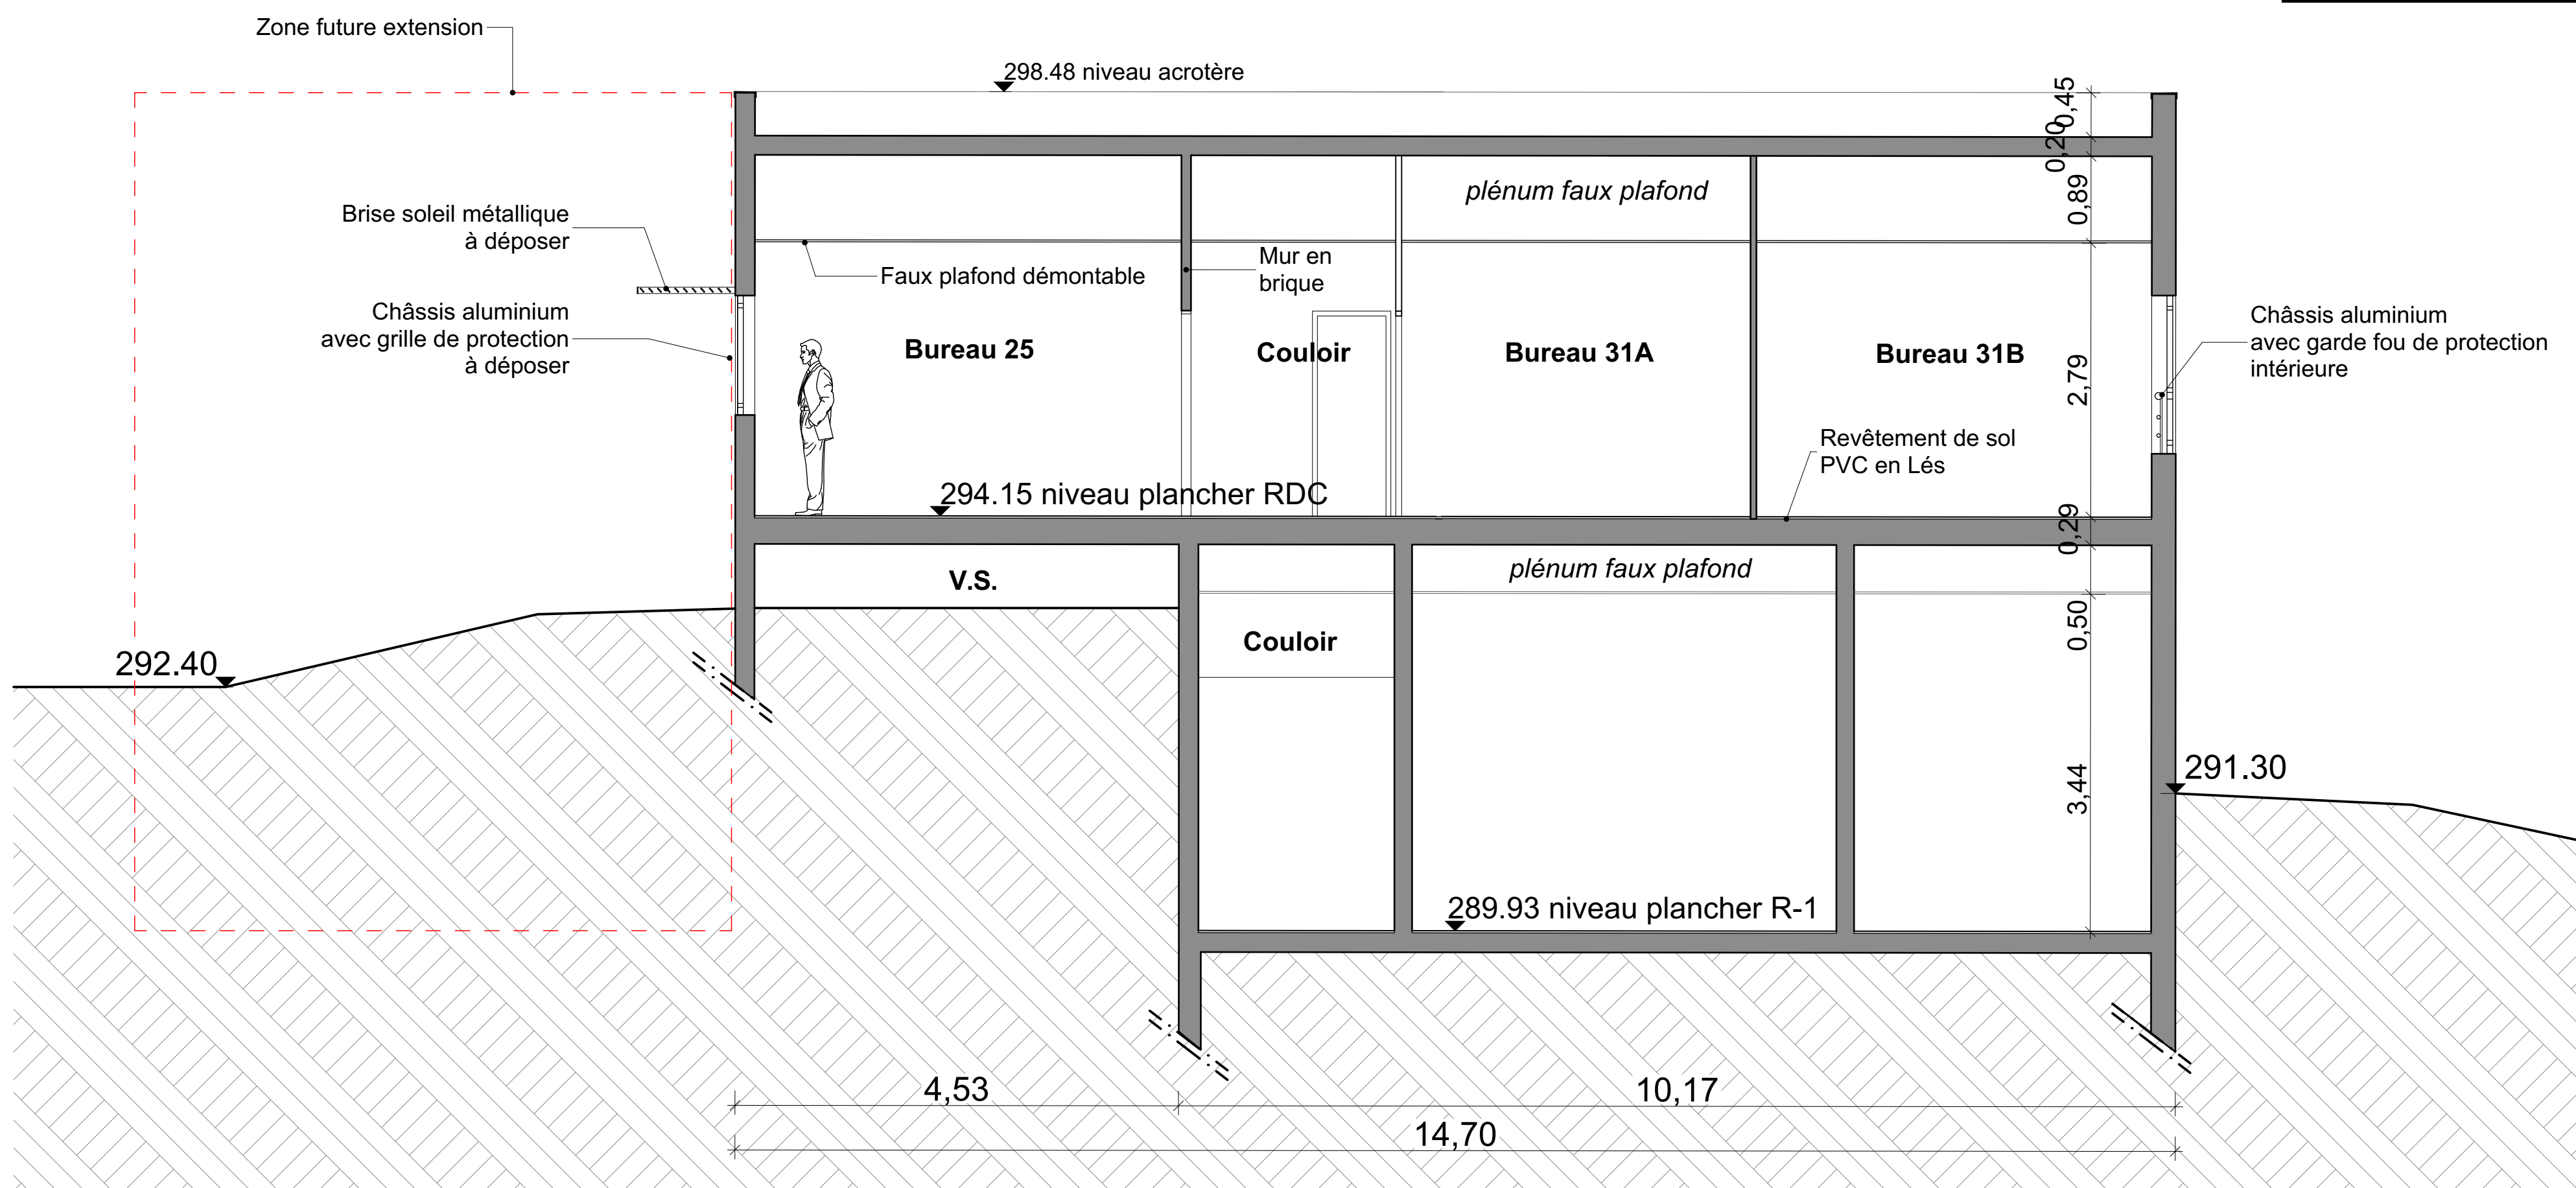 Zone future extension
298.48 niveau acrotère
0,45
0,20
plénum faux plafond
0,89
Brise soleil métallique
à déposer
Faux plafond démontable
Mur en
brique
Châssis aluminium
avec grille de protection
à déposer
Bureau 25
Couloir
Bureau 31A
Bureau 31B
2,79
Châssis aluminium
avec garde fou de protection
intérieure
Revêtement de sol
PVC en Lés
294.15 niveau plancher RDC
0,29
V.S.
plénum faux plafond
0,50
Couloir
292.40
291.30
3,44
289.93 niveau plancher R-1
4,53
10,17
14,70